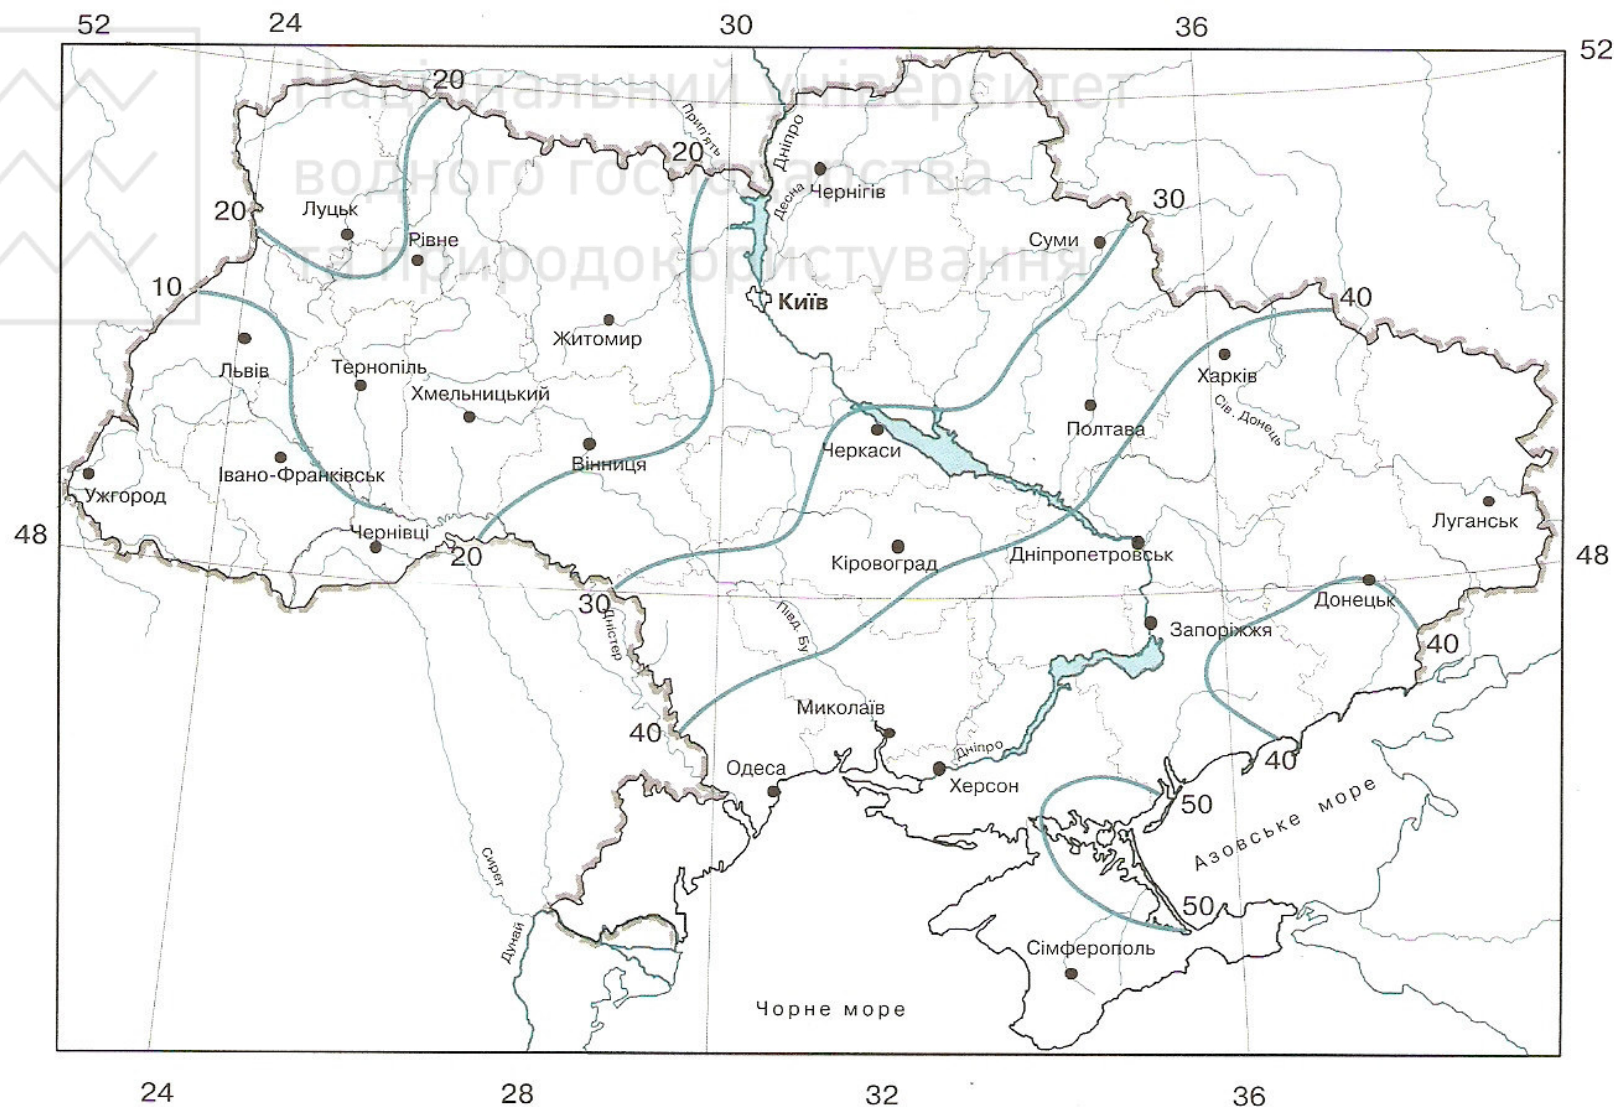 52 24 30 36
52
Національний університет
водного господарства
та природокористування
20
Прип'ять
20
Дніпро
Десна
Чернігів
20
Луцьк
Рівне
30
Суми
10
Київ
40
Житомир
Львів
Тернопіль
Хмельницький
Харків
Сів. Донець
Полтава
Черкаси
Вінниця
Івано-Франківськ
Ужгород
Луганськ
48
Чернівці
20
Кіровоград
Дніпропетровськ
48
Донецьк
30
Дністер
Півд. Бу
Запоріжжя
40
Миколаїв
40
Дніпро
40
Одеса
Херсон
50
Азовське море
Сирет
50
Дунай
Сімферополь
Чорне море
24 28 32 36